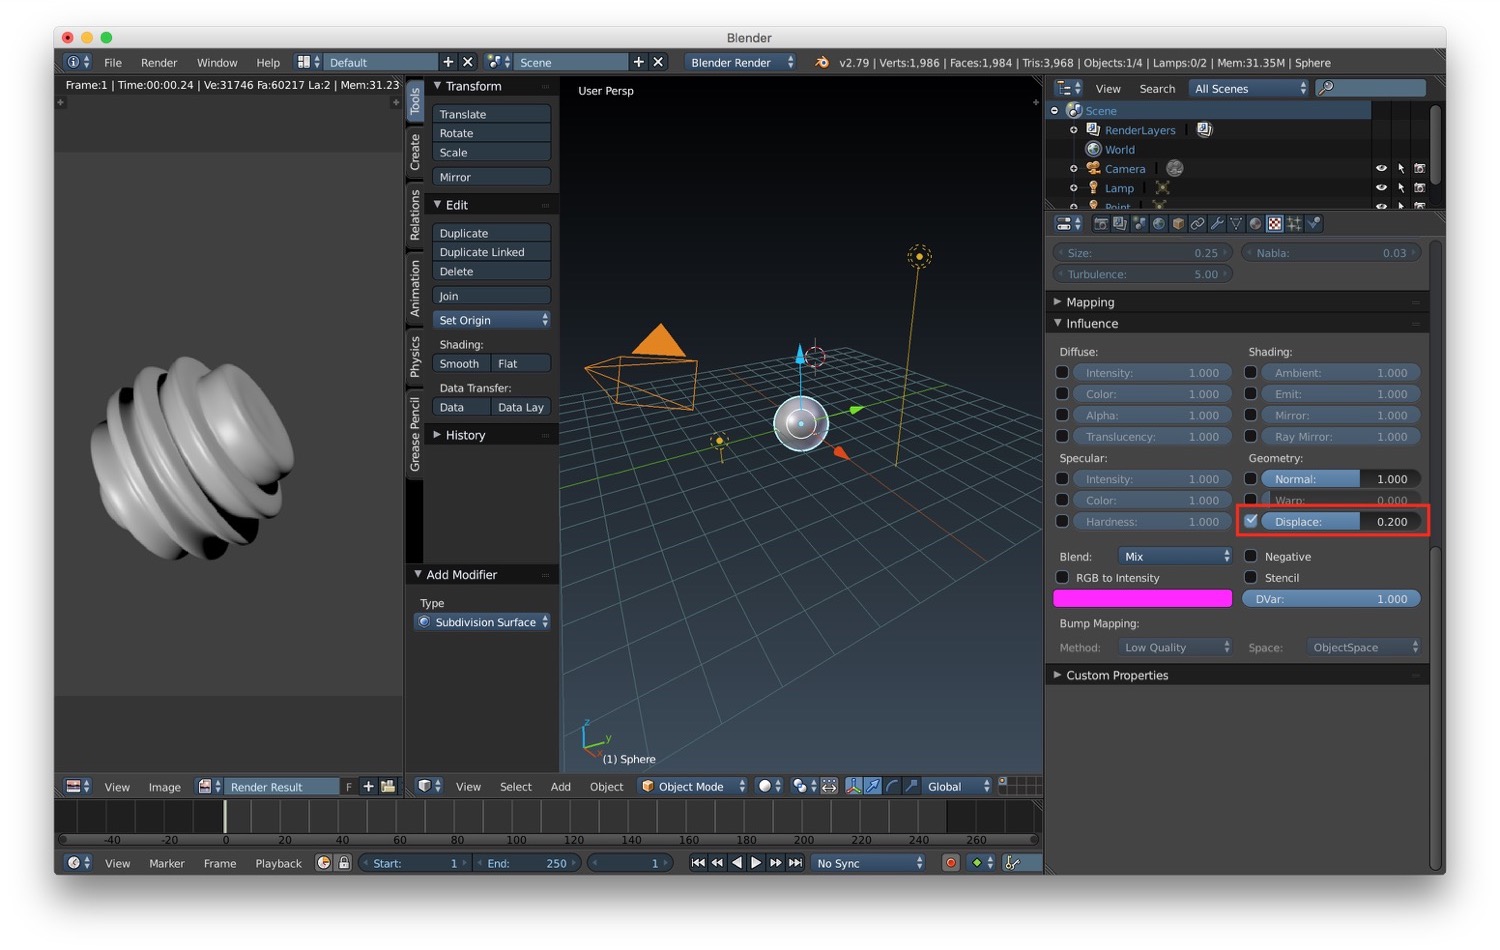 Blender
File Render Window Help Default Scene Blender Render v2.79 | Verts:1,986 | Faces:1,984 | Tris:3,968 | Objects:1/4 | Lamps:0/2 | Mem:31.35M | Sphere
Frame:1 | Time:00:00.24 | Ve:31746 Fa:60217 La:2 | Mem:31.23
Tools
Create
Relations
Animation
Physics
Grease Pencil
Transform
Translate
Rotate
Scale
Mirror
Edit
Duplicate
Duplicate Linked
Delete
Join
Set Origin
Shading:
Smooth Flat
Data Transfer:
Data Data Lay
History
Add Modifier
Type
Subdivision Surface
User Persp
z
y
x
(1) Sphere
View Search All Scenes
Scene
RenderLayers
World
Camera
Lamp
Point
Size: 0.25 Nabla: 0.03
Turbulence: 5.00
Mapping
Influence
Diffuse: Shading:
Intensity: 1.000 Ambient: 1.000
Color: 1.000 Emit: 1.000
Alpha: 1.000 Mirror: 1.000
Translucency: 1.000 Ray Mirror: 1.000
Specular: Geometry:
Intensity: 1.000 Normal: 1.000
Color: 1.000 Warp: 0.000
Hardness: 1.000 Displace: 0.200
Blend: Mix Negative
RGB to Intensity Stencil
DVar: 1.000
Bump Mapping:
Method: Low Quality Space: ObjectSpace
Custom Properties
View Image Render Result F
View Select Add Object Object Mode Global
-40 -20 0 20 40 60 80 100 120 140 160 180 200 220 240 260
View Marker Frame Playback Start: 1 End: 250 1 No Sync